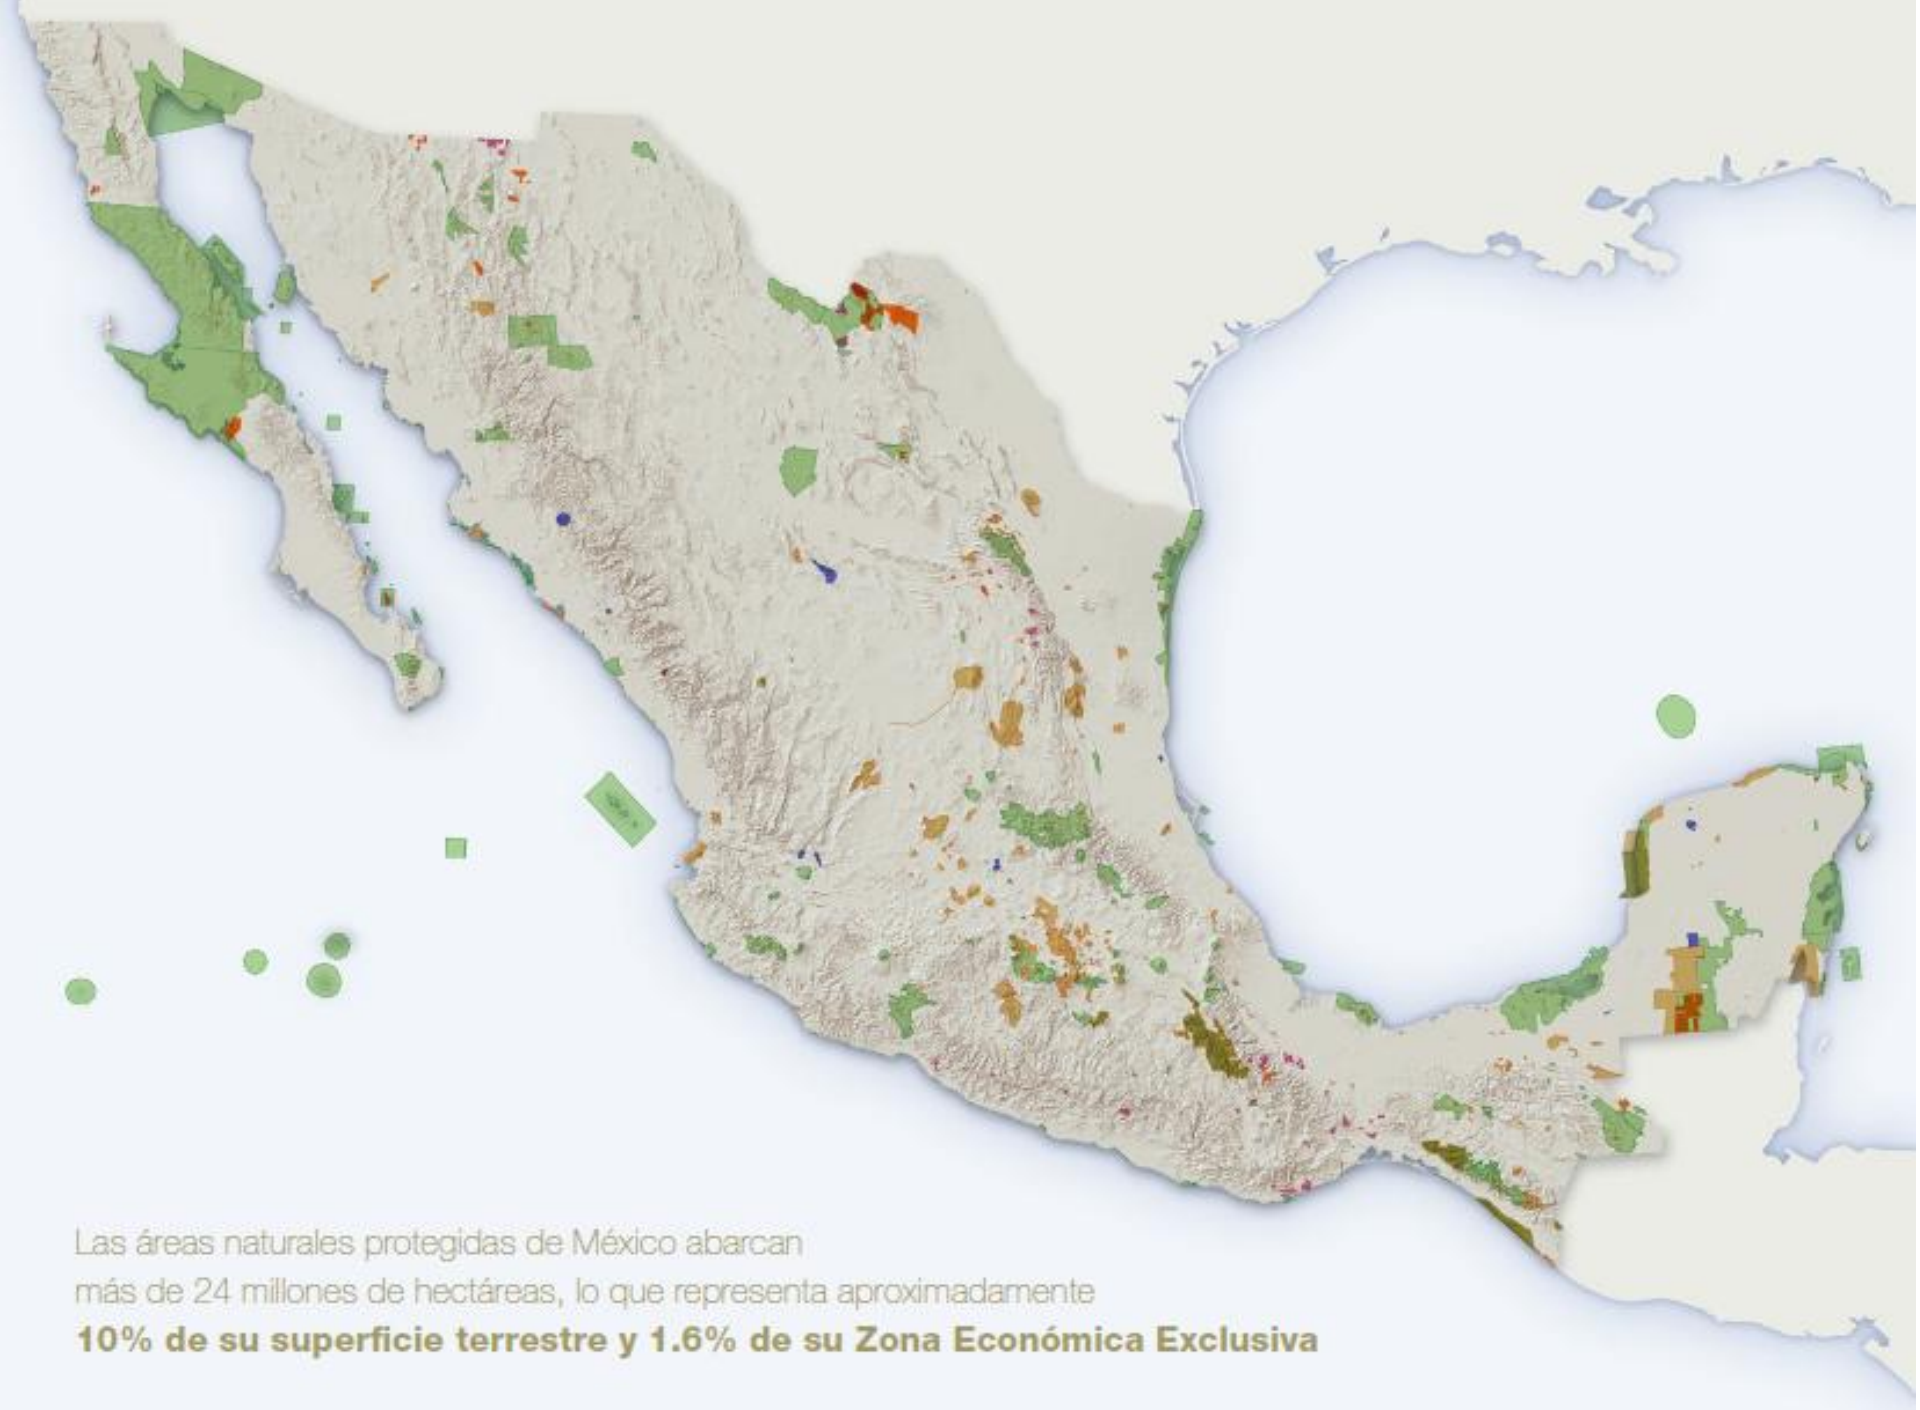 Las áreas naturales protegidas de México abarcan
más de 24 millones de hectáreas, lo que representa aproximadamente
10% de su superficie terrestre y 1.6% de su Zona Económica Exclusiva